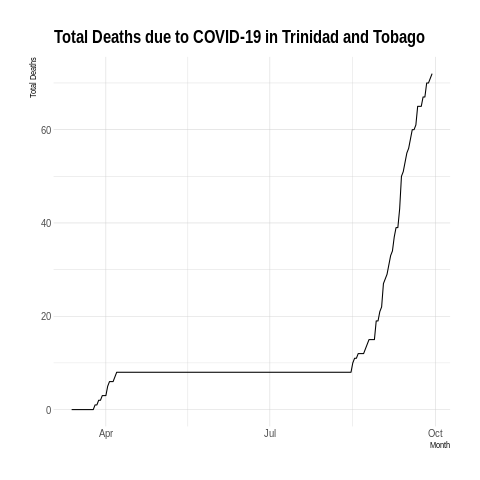 Total Deaths due to COVID-19 in Trinidad and Tobago
Total Deaths
60
40
20
0
Apr
Jul
Oct
Month